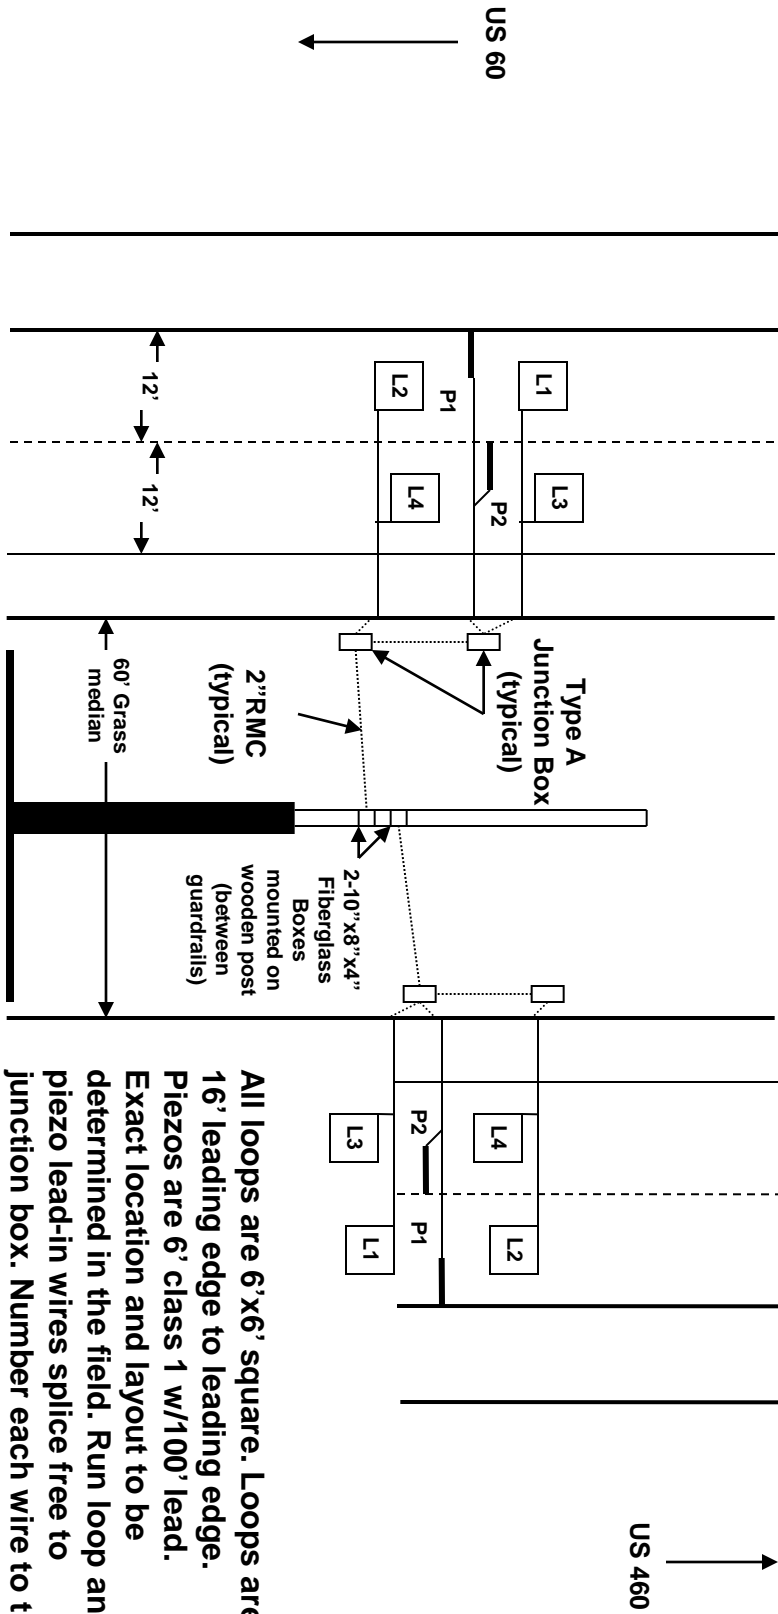 US 60
L1
L2
P1
L3
L4
P2
12'
12'
Type A
Junction Box
(typical)
2”RMC
(typical)
60' Grass
median
2-10”x8”x4”
Fiberglass
Boxes
mounted on
wooden post
(between
guardrails)
L4
P2
L3
L2
P1
L1
US 460
All loops are 6'x6' square. Loops are
16' leading edge to leading edge.
Piezos are 6' class 1 w/100' lead.
Exact location and layout to be
determined in the field. Run loop an
piezo lead-in wires splice free to
junction box. Number each wire to t